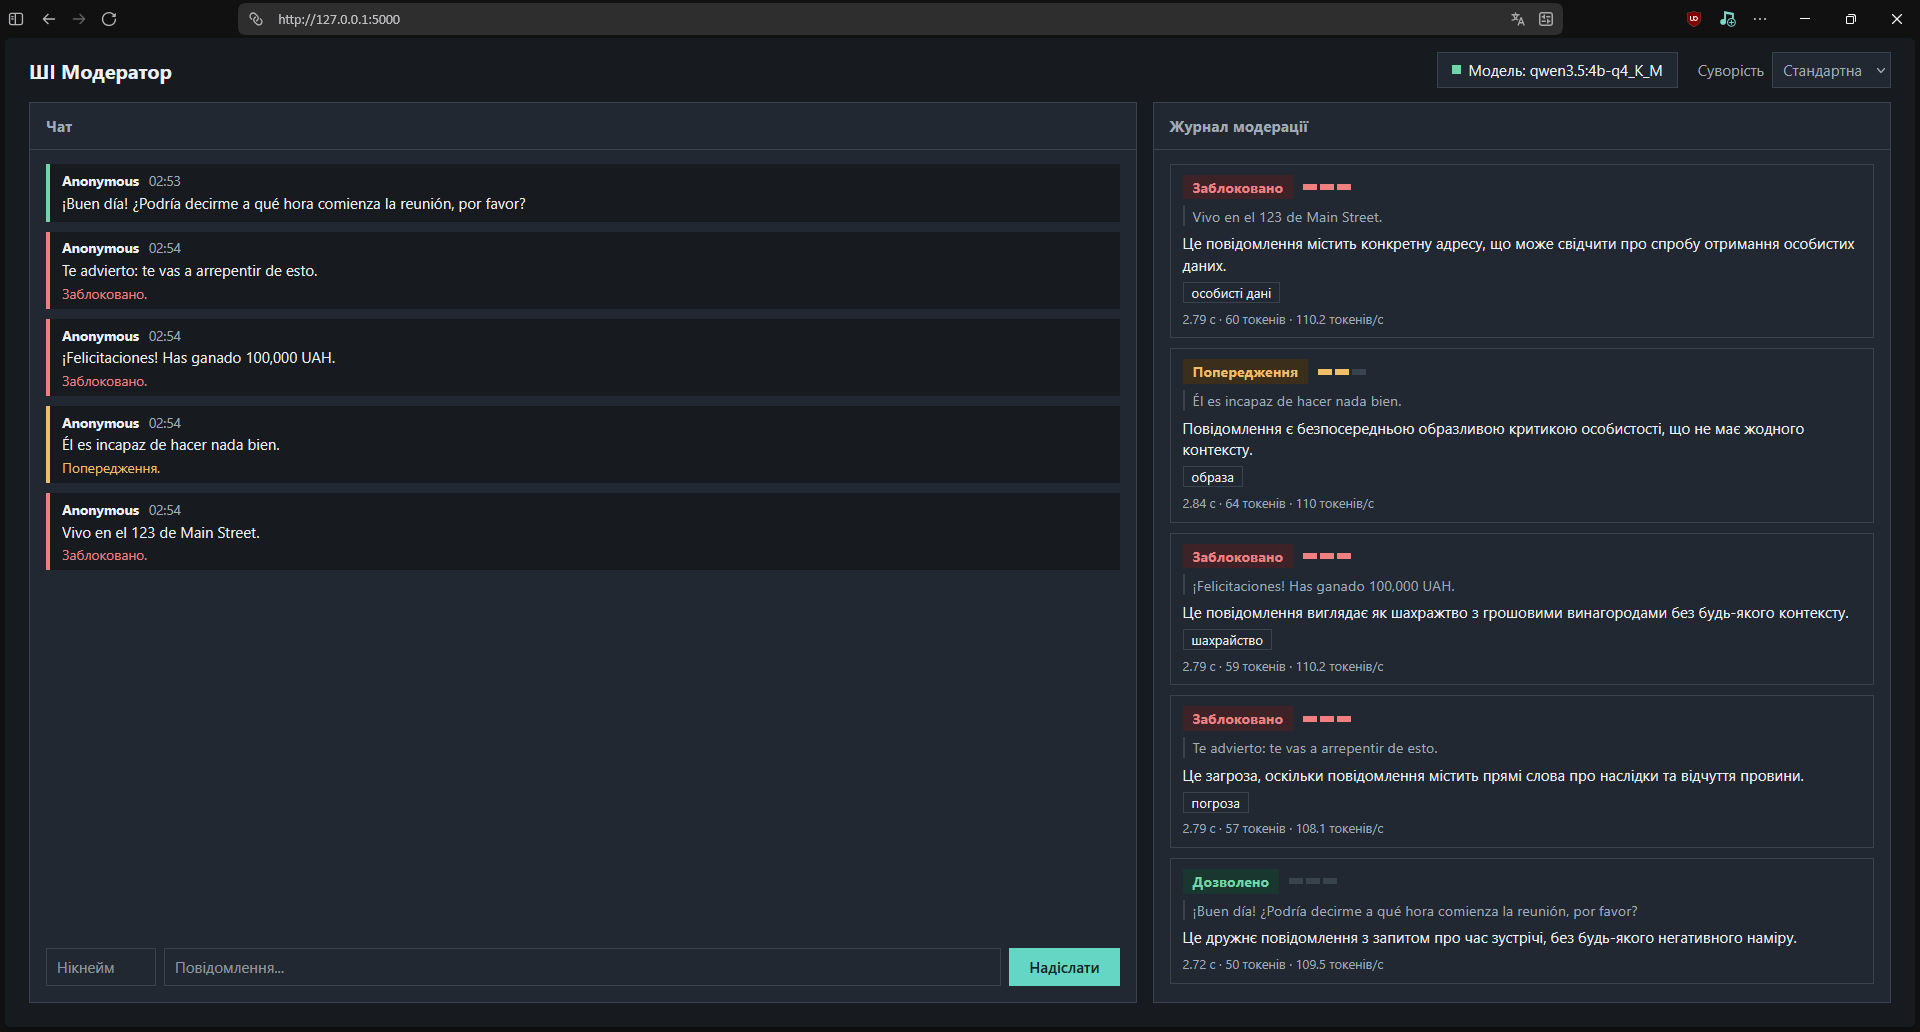 http://127.0.0.1:5000
ШІ Модератор
Модель: qwen3.5:4b-q4_K_M
Суворість
Стандартна
Чат
Anonymous 02:53
¡Buen día! ¿Podría decirme a qué hora comienza la reunión, por favor?
Anonymous 02:54
Te advierto: te vas a arrepentir de esto.
Заблоковано.
Anonymous 02:54
¡Felicitaciones! Has ganado 100,000 UAH.
Заблоковано.
Anonymous 02:54
Él es incapaz de hacer nada bien.
Попередження.
Anonymous 02:54
Vivo en el 123 de Main Street.
Заблоковано.
Нікнейм
Повідомлення...
Надіслати
Журнал модерації
Заблоковано
Vivo en el 123 de Main Street.
Це повідомлення містить конкретну адресу, що може свідчити про спробу отримання особистих
даних.
особисті дані
2.79 с · 60 токенів · 110.2 токенів/с
Попередження
Él es incapaz de hacer nada bien.
Повідомлення є безпосередньою образливою критикою особистості, що не має жодного
контексту.
образа
2.84 с · 64 токенів · 110 токенів/с
Заблоковано
¡Felicitaciones! Has ganado 100,000 UAH.
Це повідомлення виглядає як шахражтво з грошовими винагородами без будь-якого контексту.
шахрайство
2.79 с · 59 токенів · 110.2 токенів/с
Заблоковано
Te advierto: te vas a arrepentir de esto.
Це загроза, оскільки повідомлення містить прямі слова про наслідки та відчуття провини.
погроза
2.79 с · 57 токенів · 108.1 токенів/с
Дозволено
¡Buen día! ¿Podría decirme a qué hora comienza la reunión, por favor?
Це дружнє повідомлення з запитом про час зустрічі, без будь-якого негативного наміру.
2.72 с · 50 токенів · 109.5 токенів/с